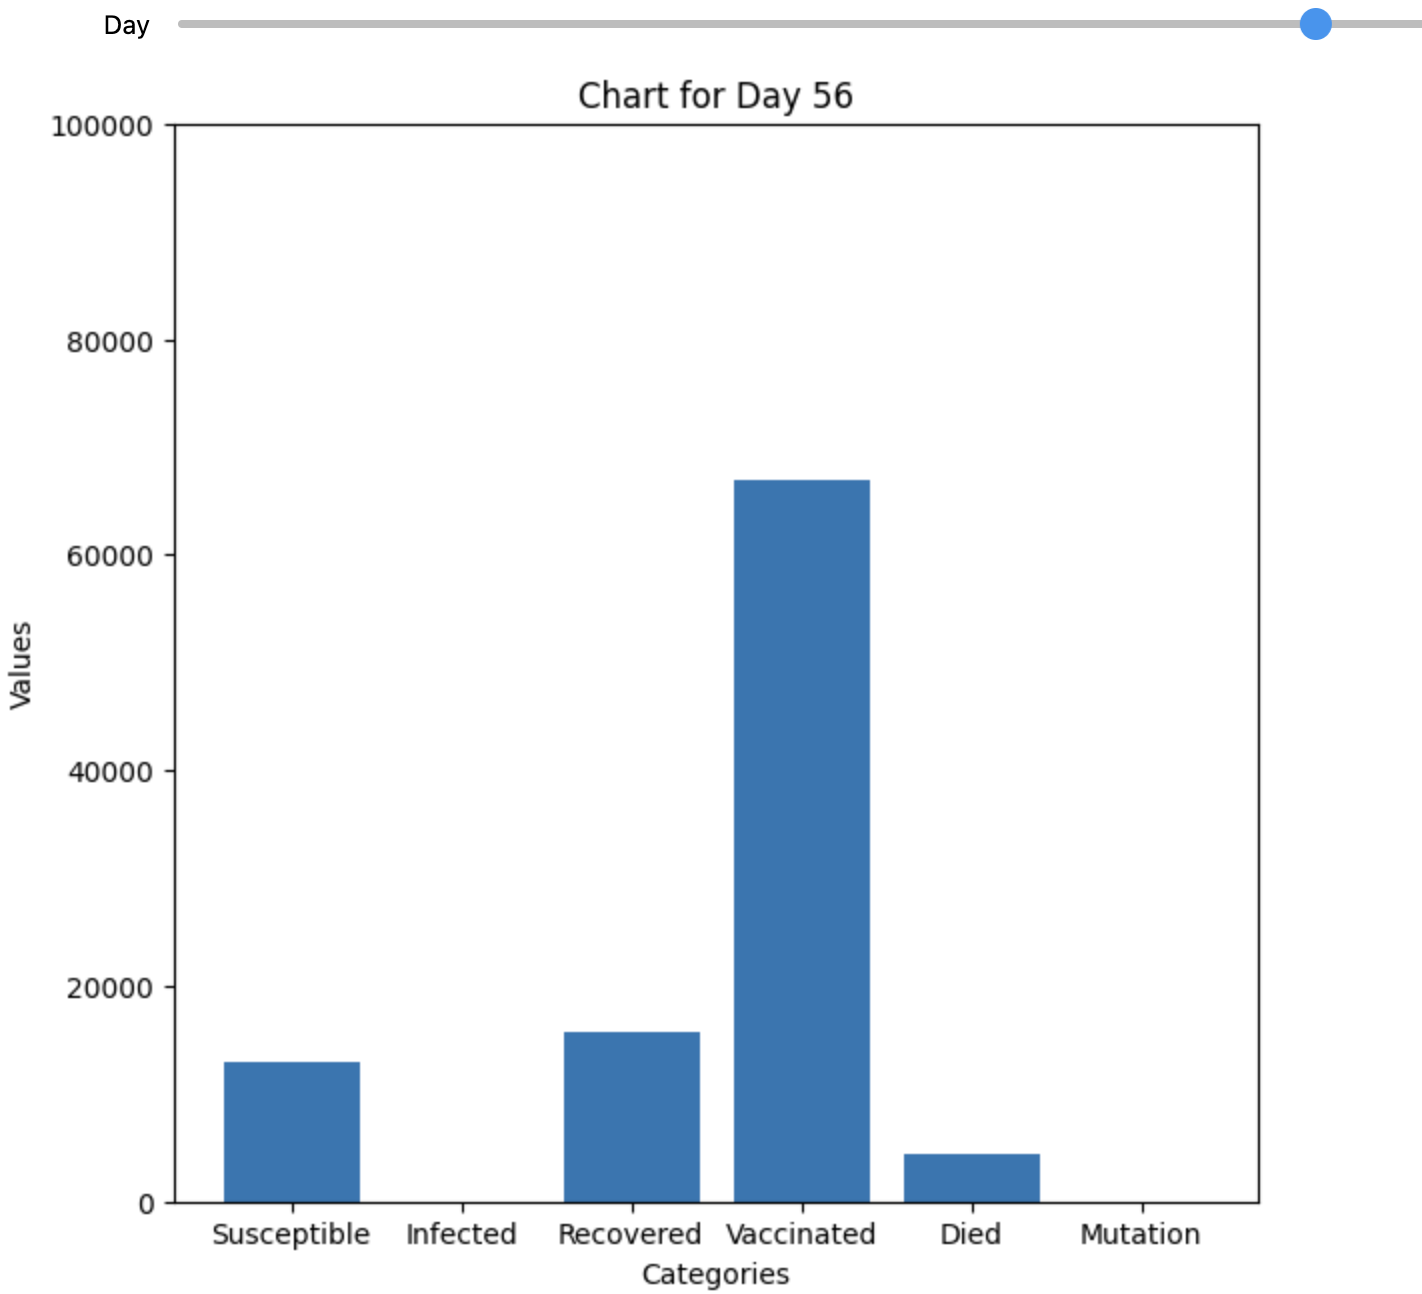 Day
Chart for Day 56
100000
80000
60000
40000
20000
0
Values
Susceptible Infected Recovered Vaccinated Died Mutation
Categories